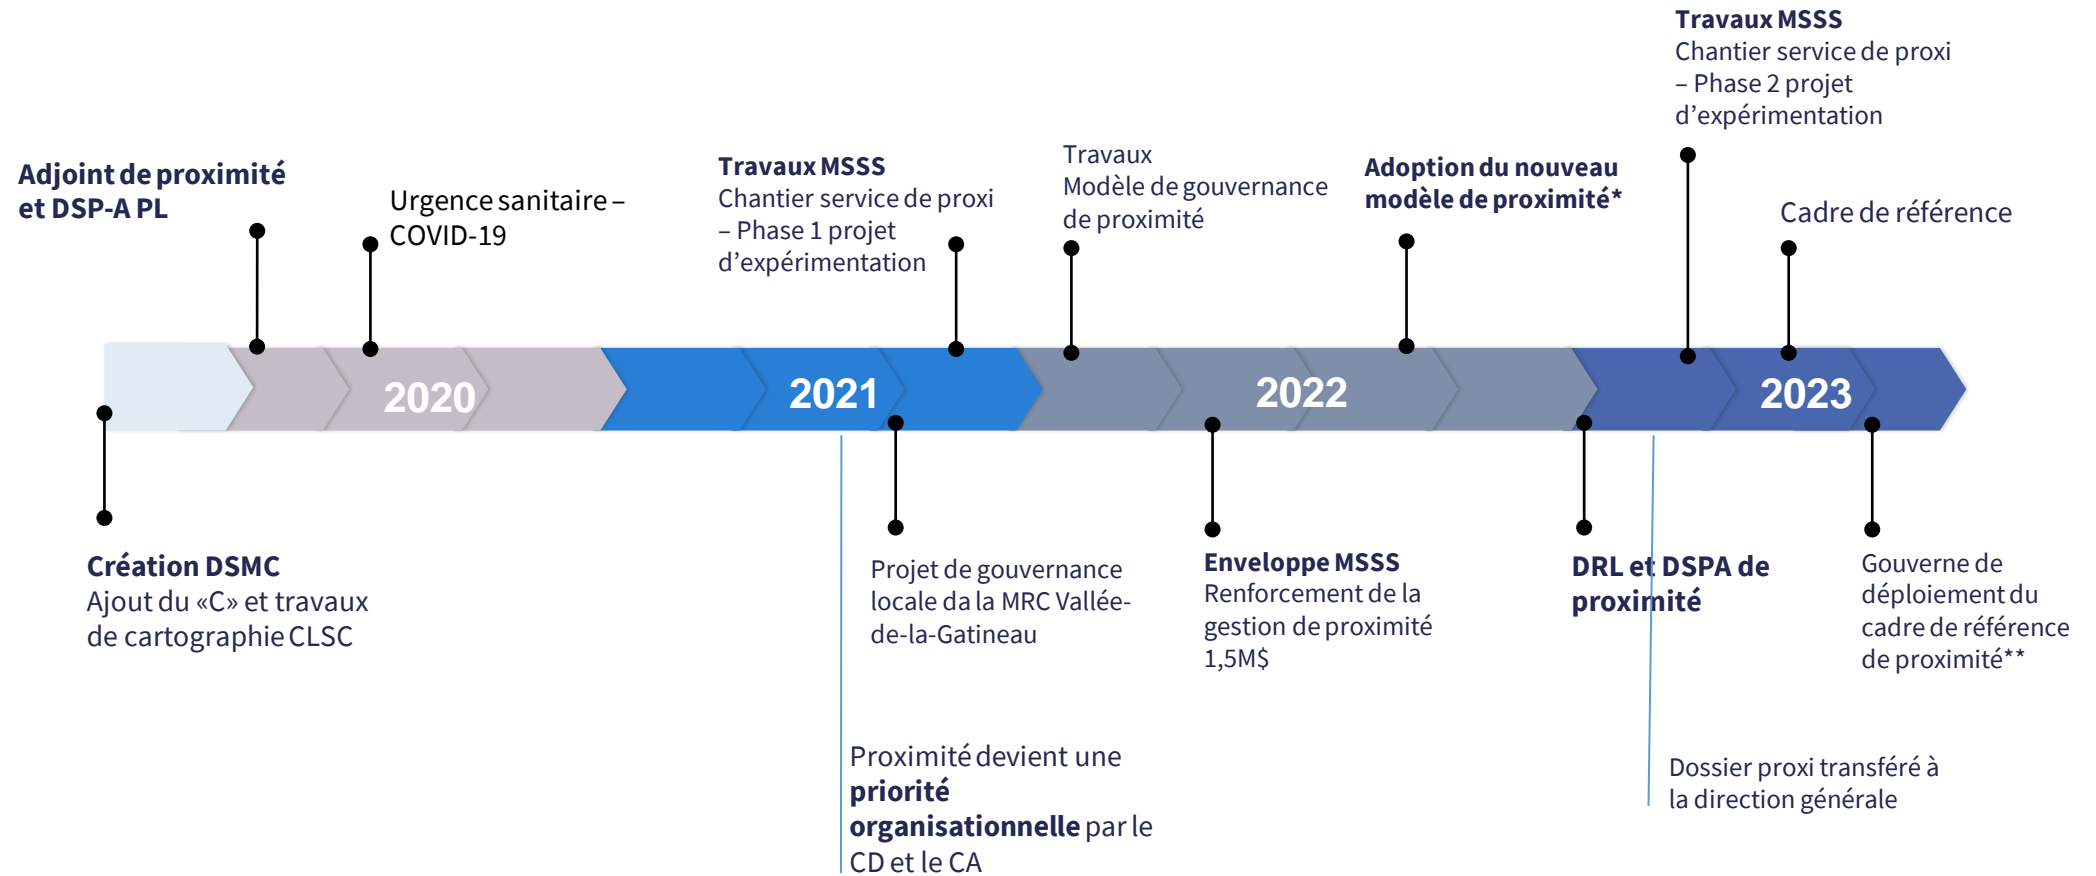 Travaux MSSS
Chantier service de proxi
– Phase 2 projet
d’expérimentation
Adjoint de proximité
et DSP-A PL
Urgence sanitaire –
COVID-19
Travaux MSSS
Chantier service de proxi
– Phase 1 projet
d’expérimentation
Travaux
Modèle de gouvernance
de proximité
Adoption du nouveau
modèle de proximité*
Cadre de référence
2020
2021
2022
2023
Création DSMC
Ajout du «C» et travaux
de cartographie CLSC
Projet de gouvernance
locale da la MRC Vallée-
de-la-Gatineau
Enveloppe MSSS
Renforcement de la
gestion de proximité
1,5M$
DRL et DSPA de
proximité
Gouverne de
déploiement du
cadre de référence
de proximité**
Proximité devient une
priorité
organisationnelle par le
CD et le CA
Dossier proxi transféré à
la direction générale